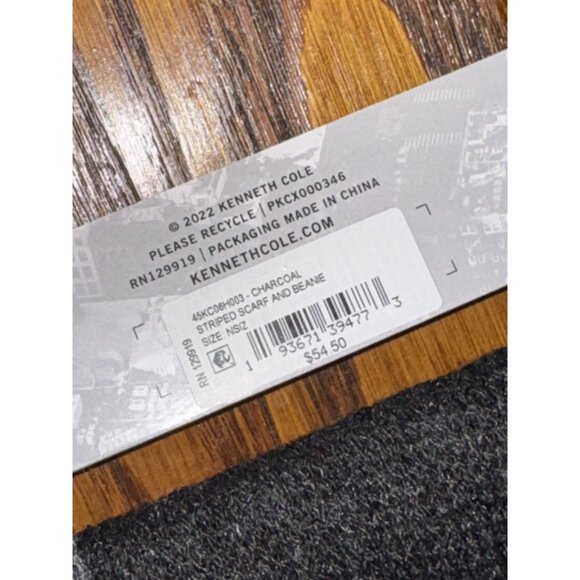 © 2022 KENNETH COLE
PLEASE RECYCLE | PKCX000346
RN129919 | PACKAGING MADE IN CHINA
KENNETHCOLE.COM
45KC06H003 - CHARCOAL
STRIPED SCARF AND BEANIE
SIZE NSIZ
RN 129919
1 93671 39477 3
$54.50